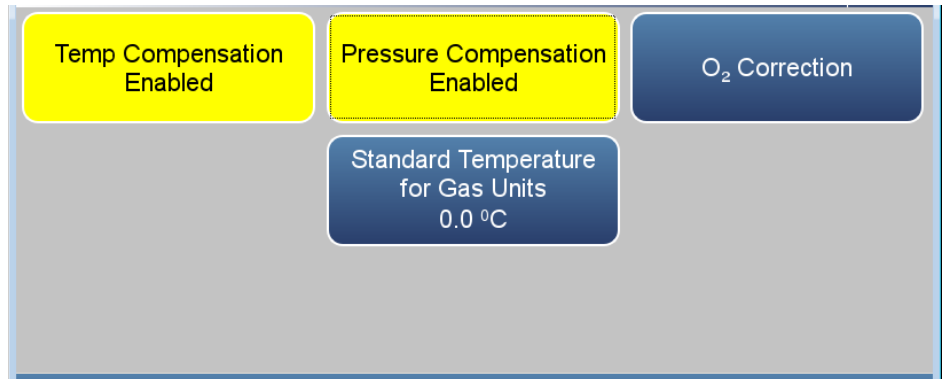 Temp Compensation
Enabled
Pressure Compensation
Enabled
O₂ Correction
Standard Temperature
for Gas Units
0.0 ⁰C